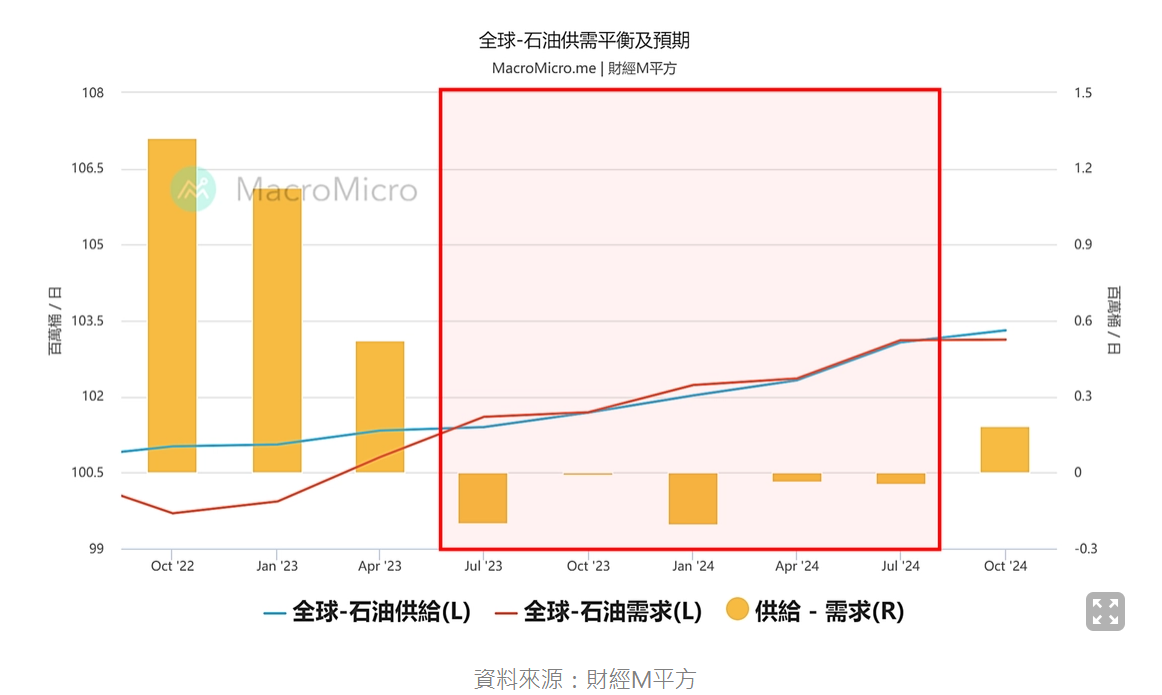 全球-石油供需平衡及預期
MacroMicro.me | 財經M平方
108
106.5
105
103.5
102
100.5
99
百萬桶 / 日
MacroMicro
1.5
1.2
0.9
0.6
0.3
0
-0.3
百萬桶 / 日
Oct '22 Jan '23 Apr '23 Jul '23 Oct '23 Jan '24 Apr '24 Jul '24 Oct '24
全球-石油供給(L) 全球-石油需求(L) 供給 - 需求(R)
資料來源：財經M平方